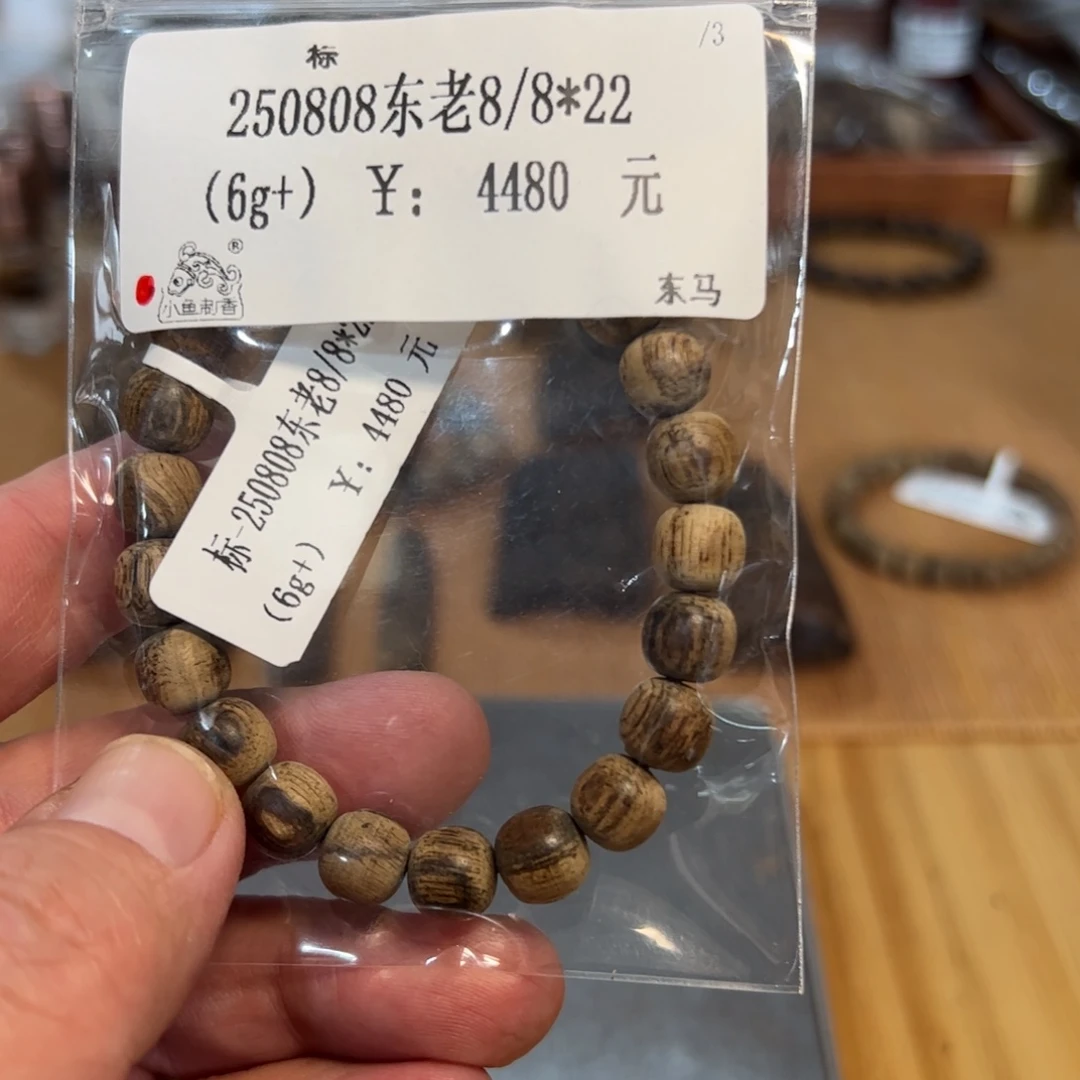 标
/3
250808东老8/8*22
(6g+) ¥: 4480 元
®
小鱼制香
东马
标-250808东老8/8*2
¥: 4480 元
(6g+)